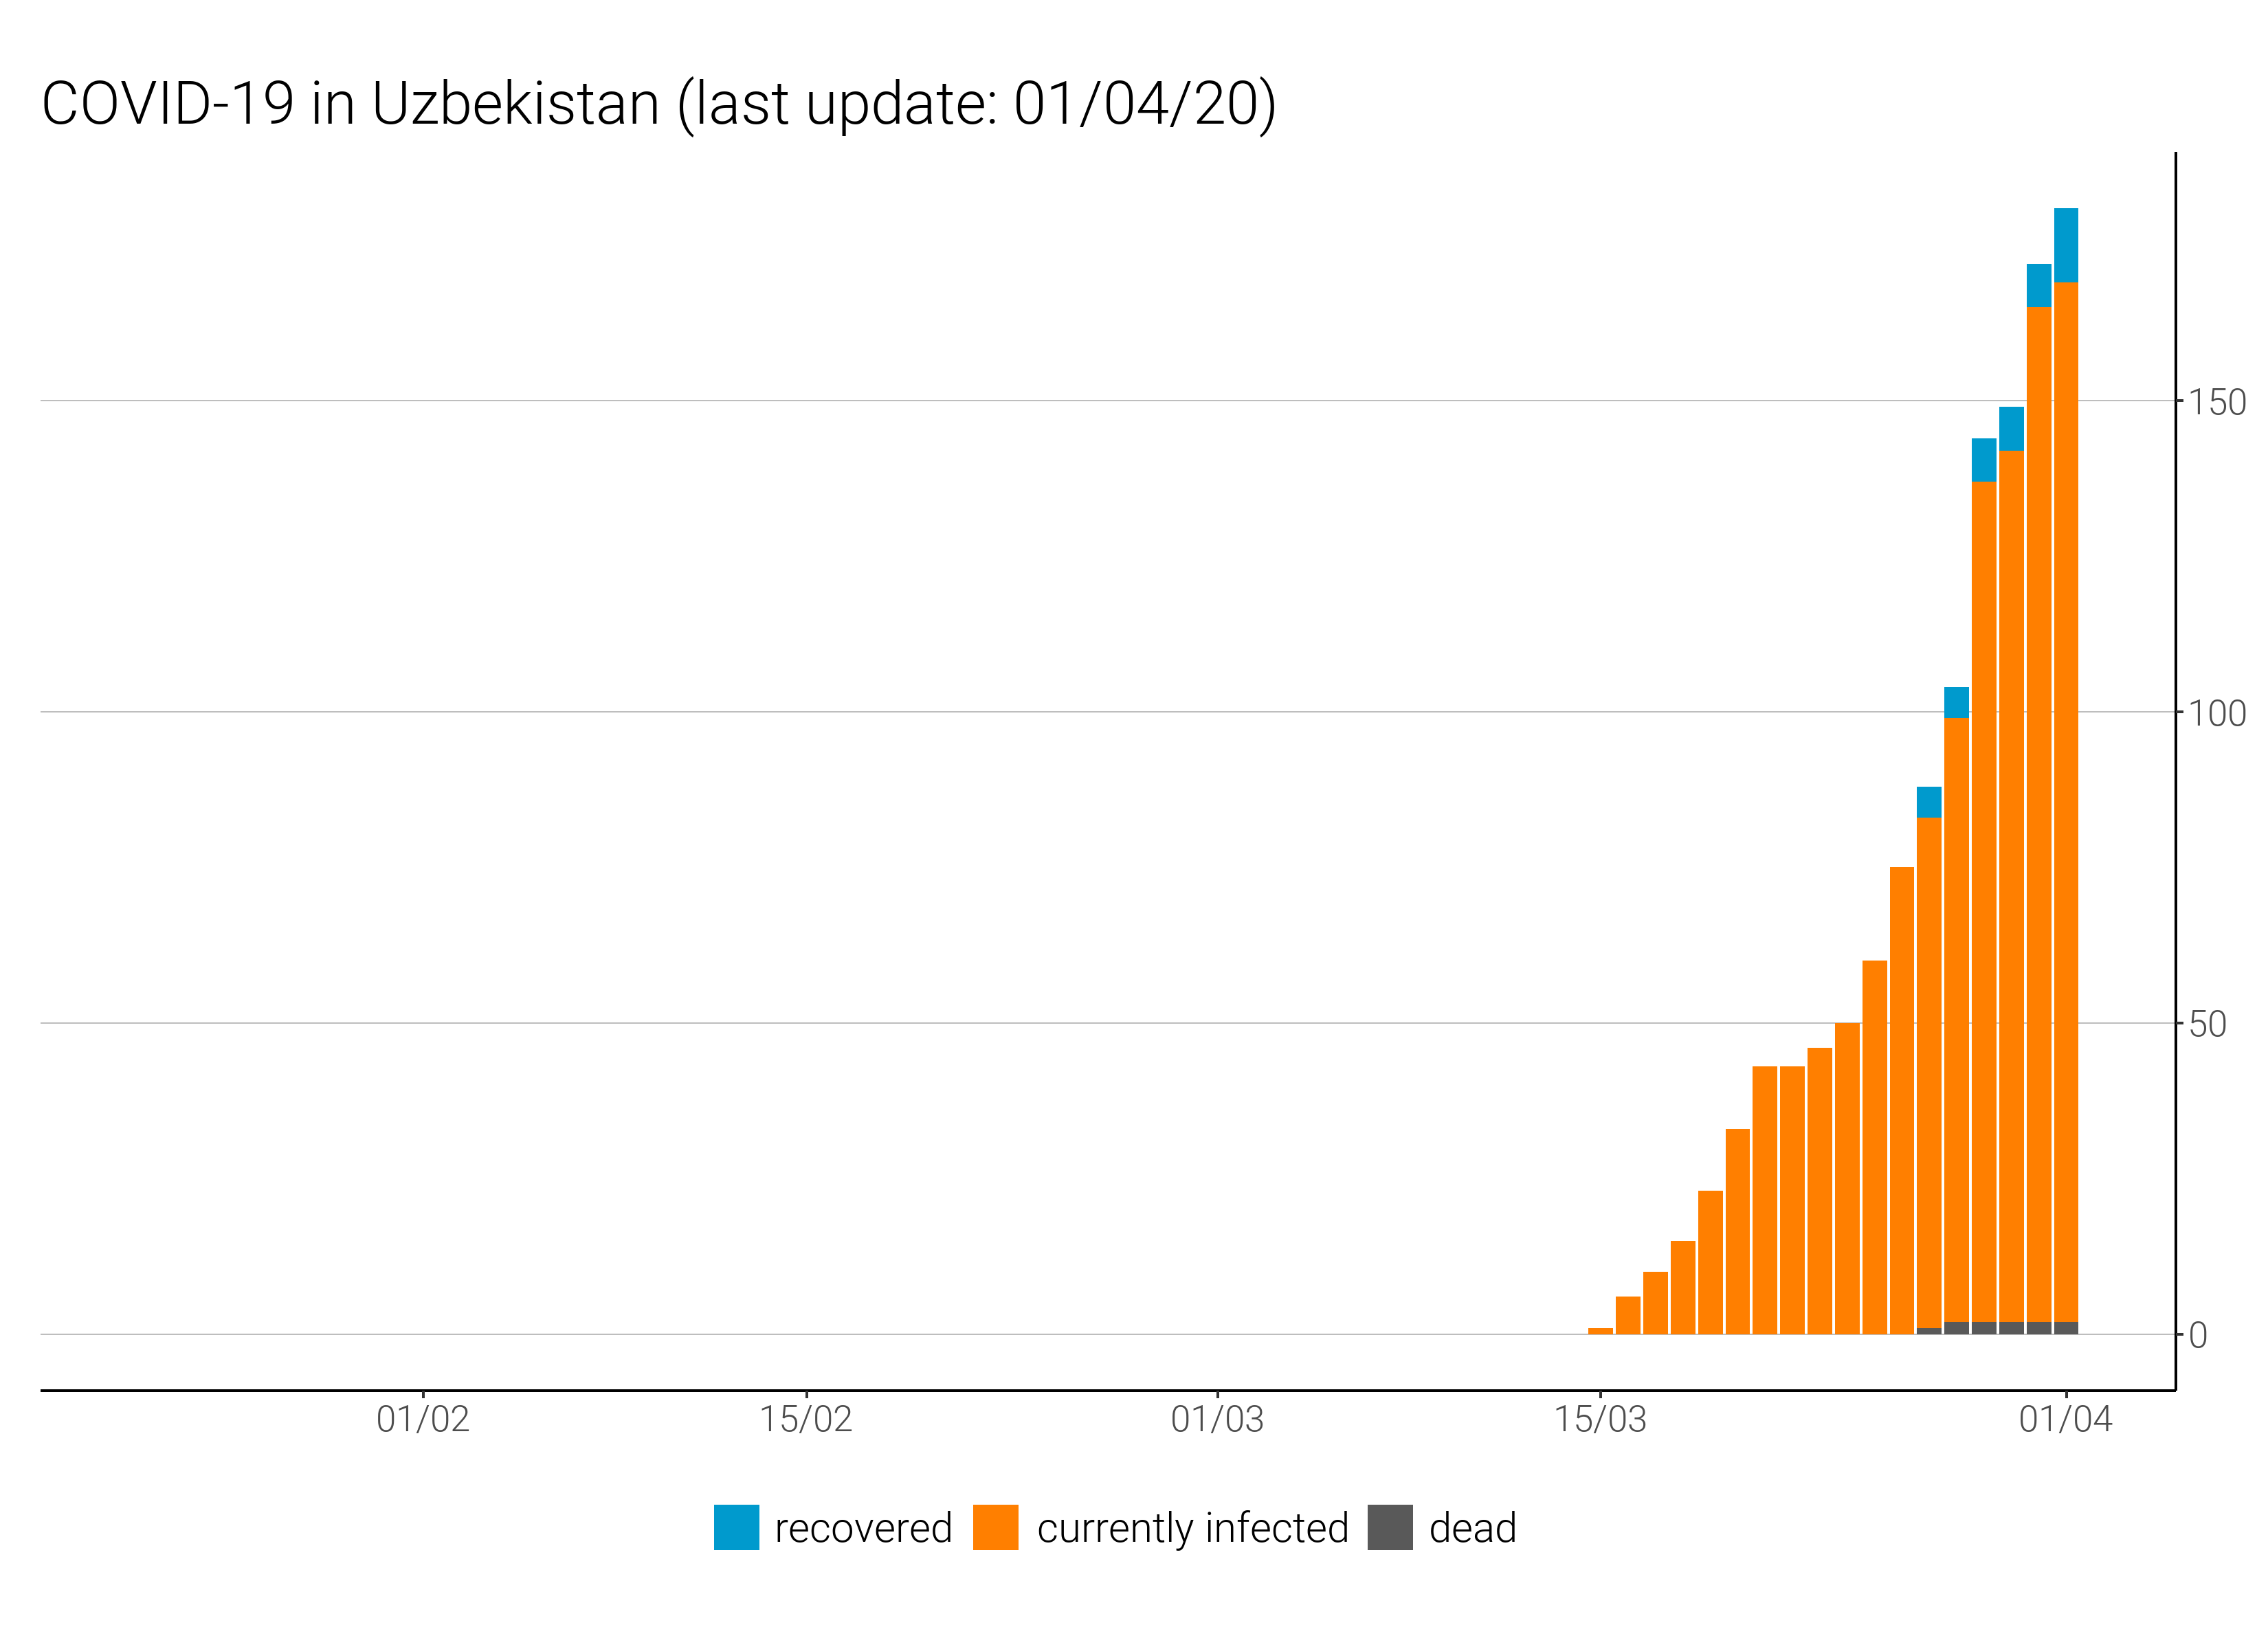 COVID-19 in Uzbekistan (last update: 01/04/20)
150
100
50
0
01/02 15/02 01/03 15/03 01/04
recovered currently infected dead